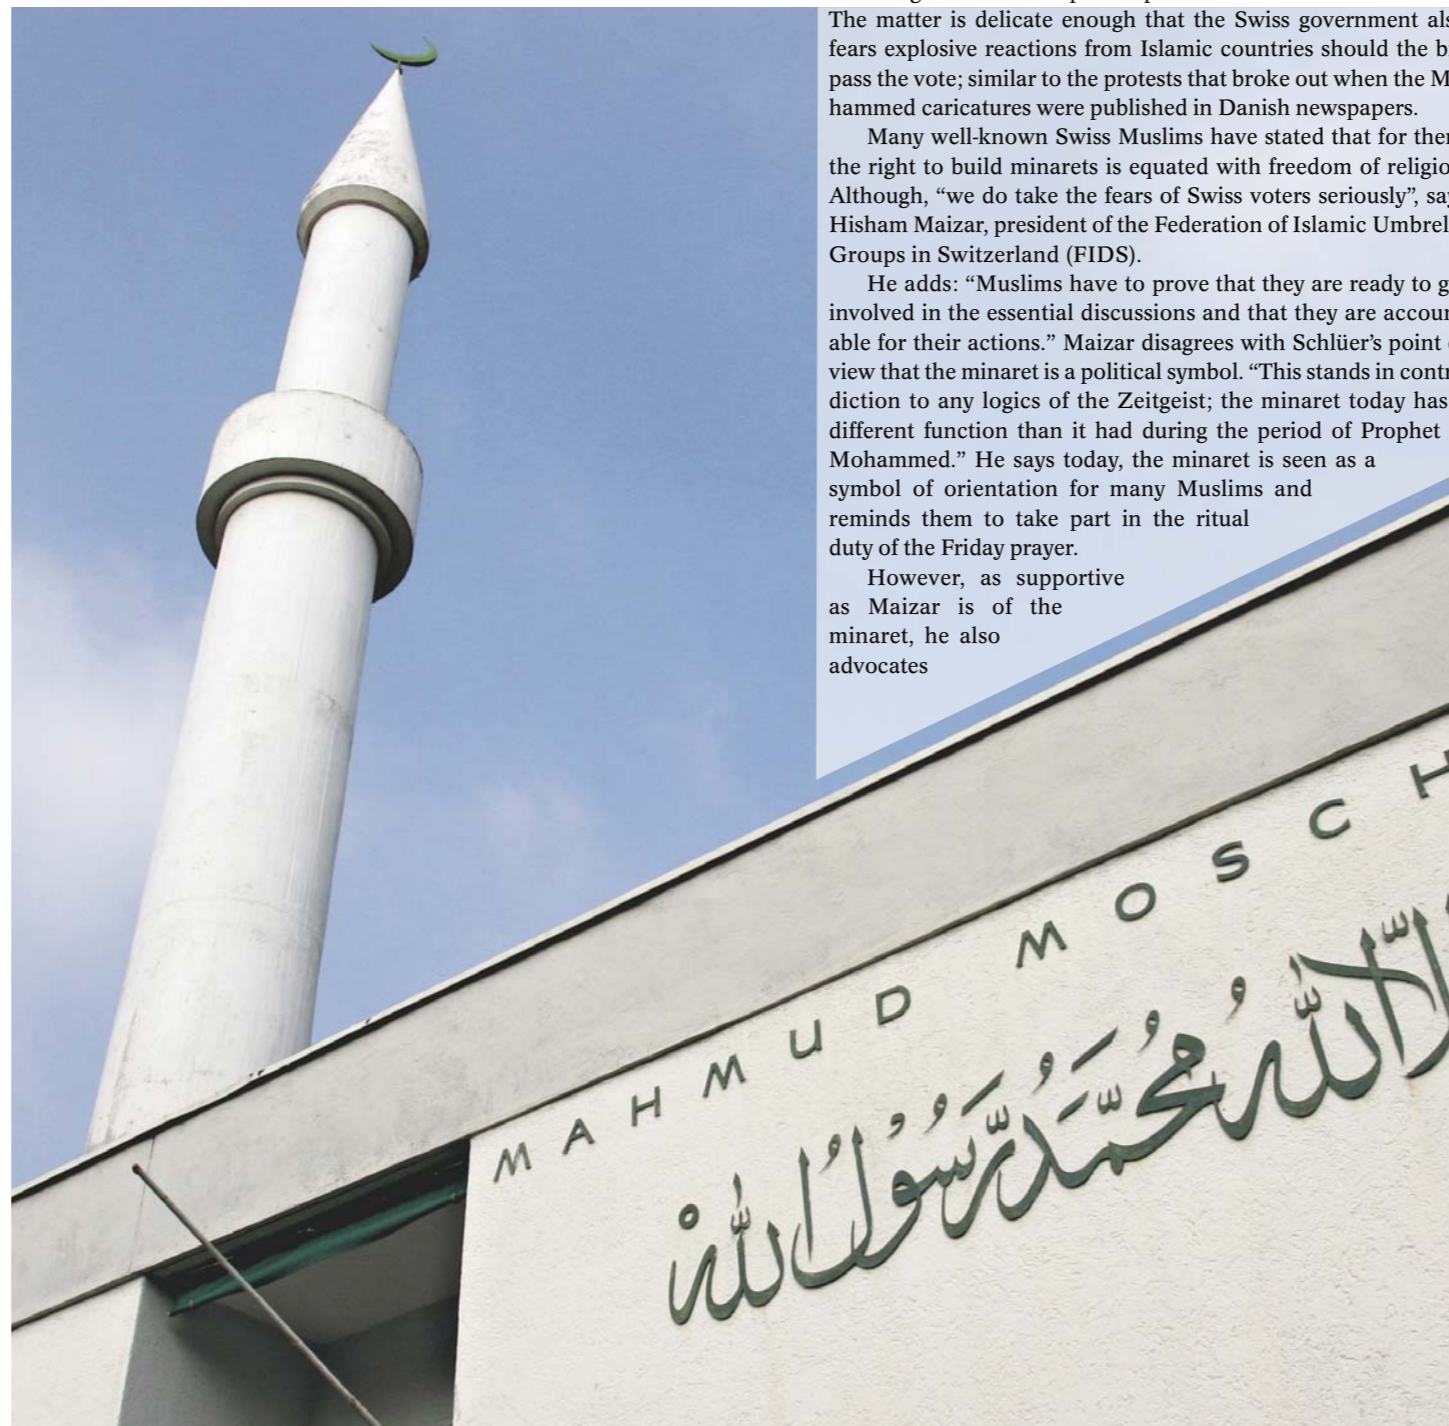 The matter is delicate enough that the Swiss government als
fears explosive reactions from Islamic countries should the b
pass the vote; similar to the protests that broke out when the M
hammed caricatures were published in Danish newspapers.
Many well-known Swiss Muslims have stated that for ther
the right to build minarets is equated with freedom of religio
Although, “we do take the fears of Swiss voters seriously”, say
Hisham Maizar, president of the Federation of Islamic Umbrel
Groups in Switzerland (FIDS).
He adds: “Muslims have to prove that they are ready to g
involved in the essential discussions and that they are accoun
able for their actions.” Maizar disagrees with Schlüer’s point
view that the minaret is a political symbol. “This stands in contr
diction to any logics of the Zeitgeist; the minaret today has
different function than it had during the period of Prophet
Mohammed.” He says today, the minaret is seen as a
symbol of orientation for many Muslims and
reminds them to take part in the ritual
duty of the Friday prayer.
However, as supportive
as Maizar is of the
minaret, he also
advocates
MAHMUD MOSCH
لّا اللهُ مُحَمَّدٌ رَّسُوْلُ اللهْ